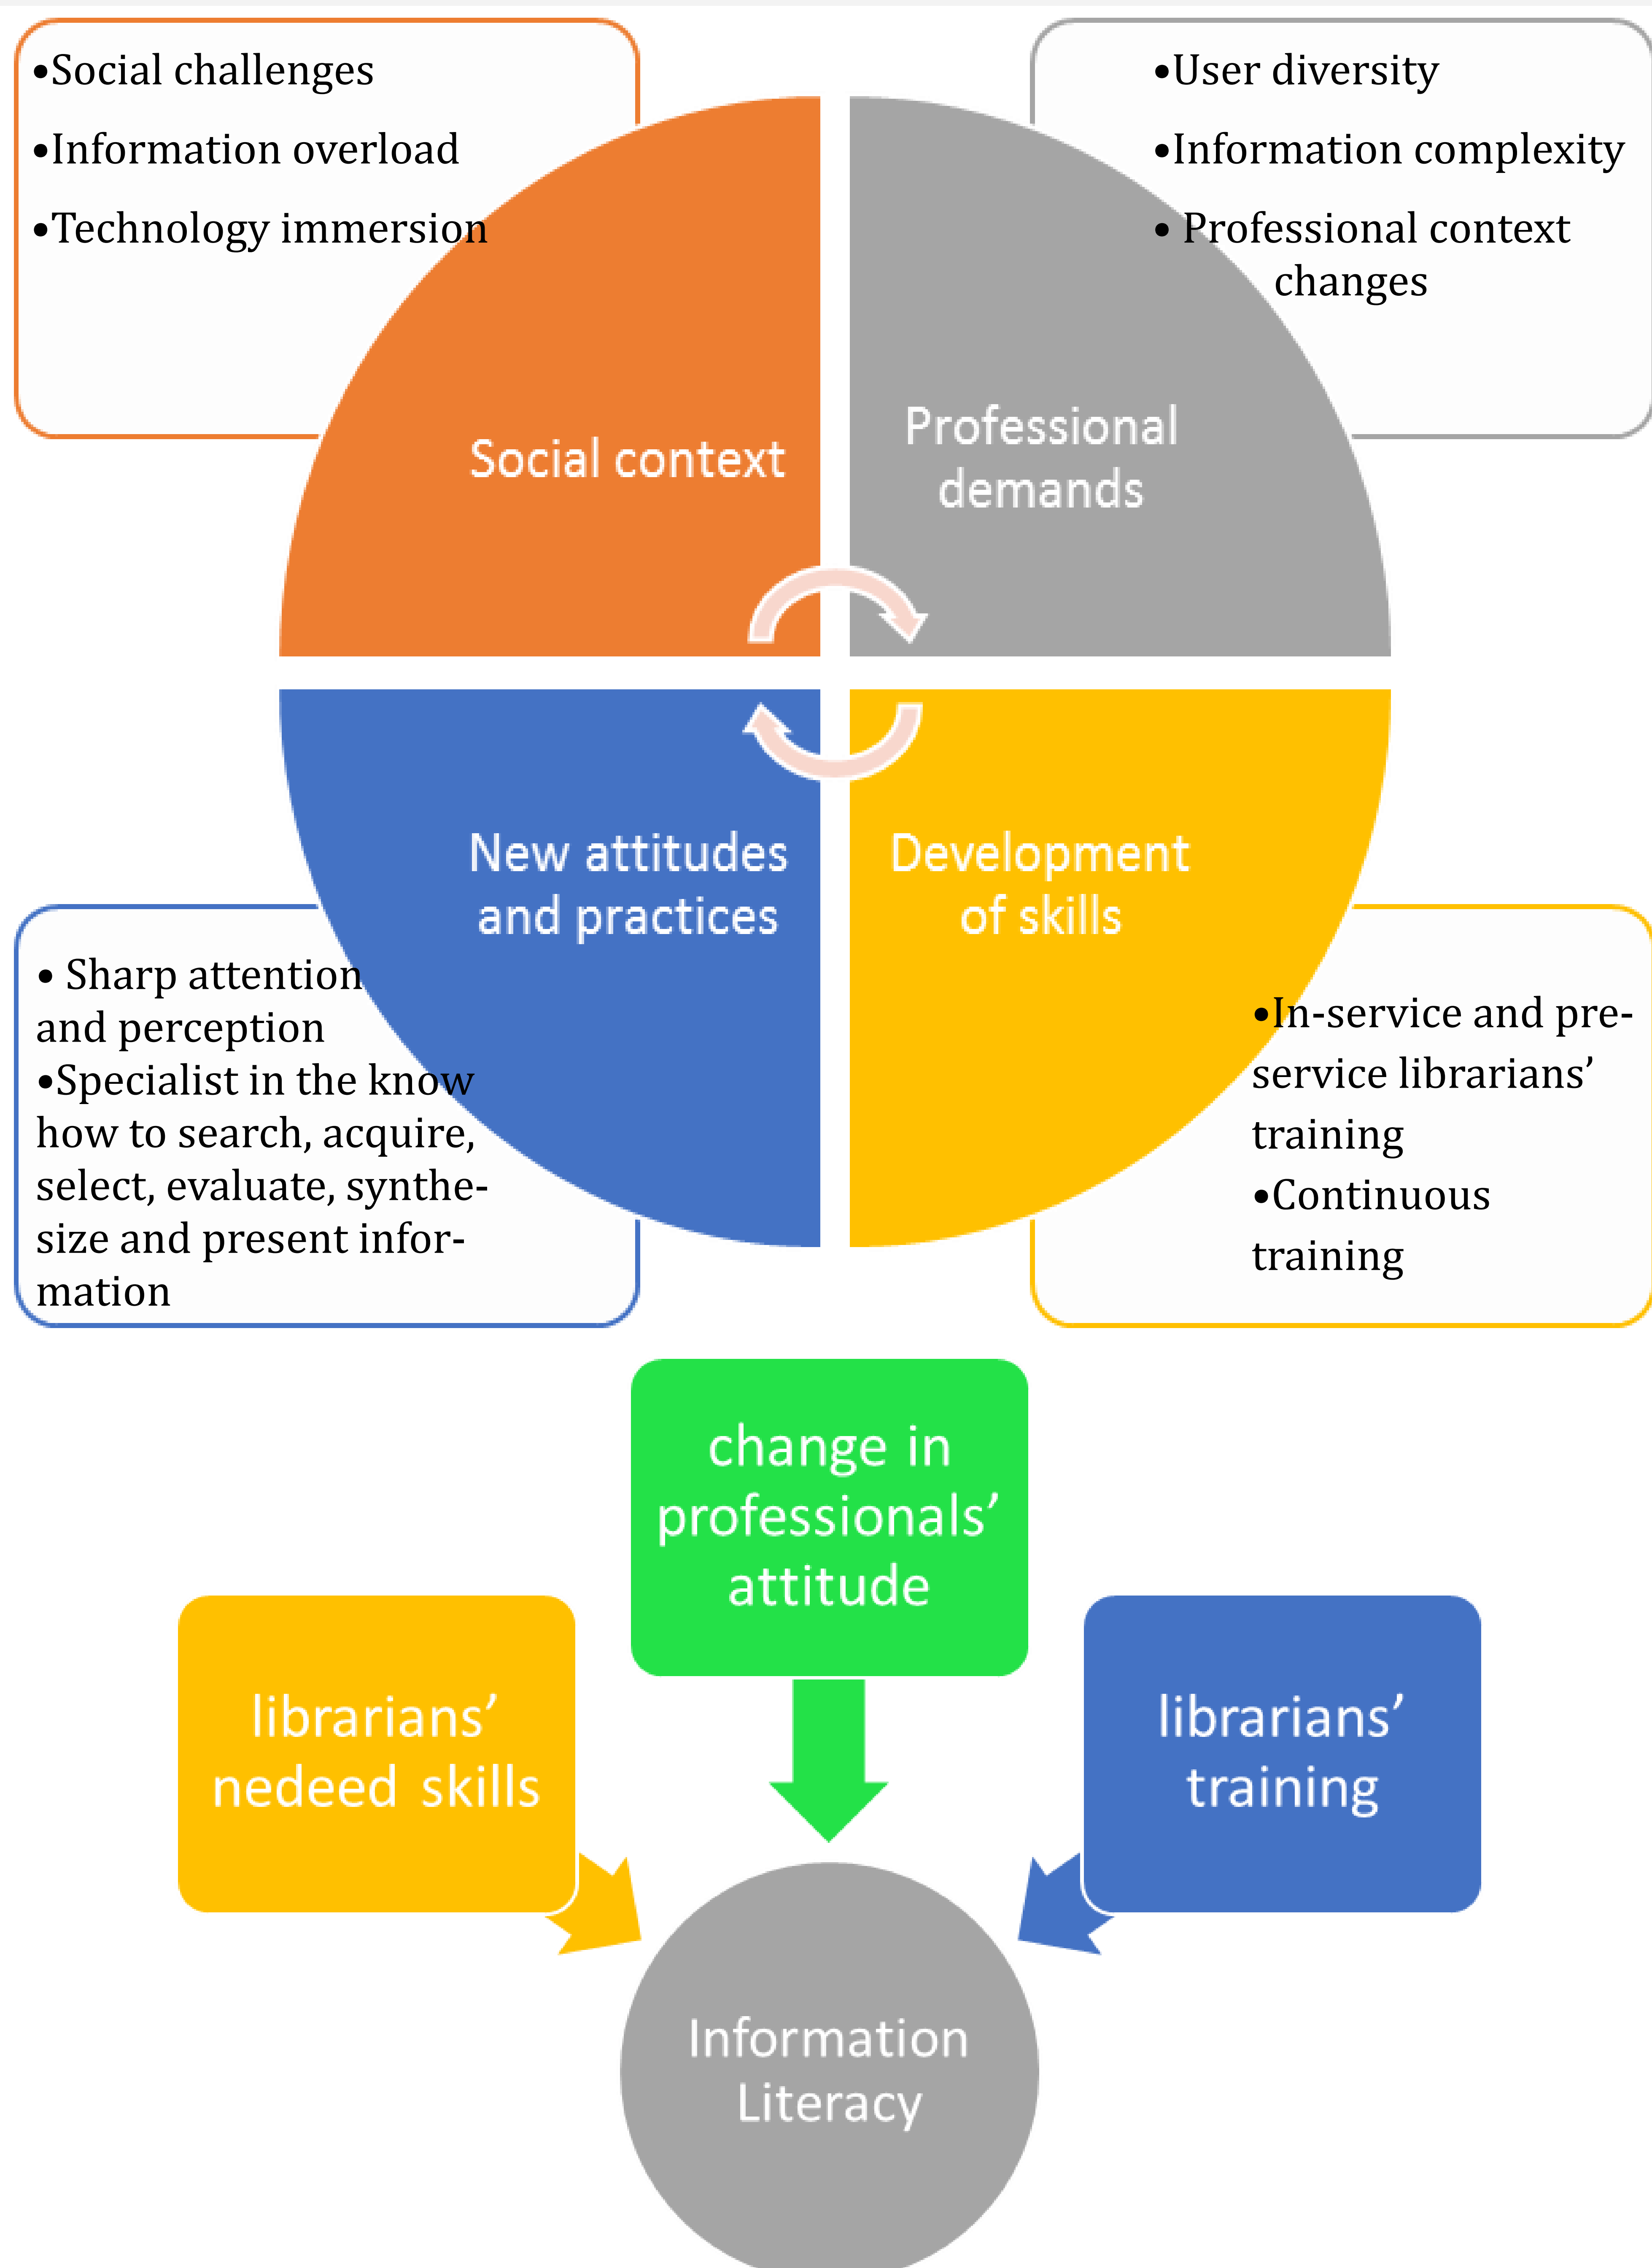 •Social challenges
•Information overload
•Technology immersion
•User diversity
•Information complexity
• Professional context
changes
Social context
Professional
demands
New attitudes
and practices
Development
of skills
• Sharp attention
and perception
•Specialist in the know
how to search, acquire,
select, evaluate, synthe-
size and present infor-
mation
•In-service and pre-
service librarians’
training
•Continuous
training
change in
professionals’
attitude
librarians’
nedeed skills
librarians’
training
Information
Literacy